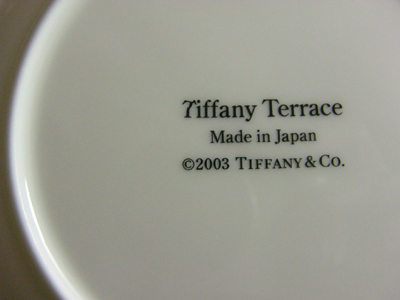 Tiffany Terrace
Made in Japan
©2003 TIFFANY & CO.